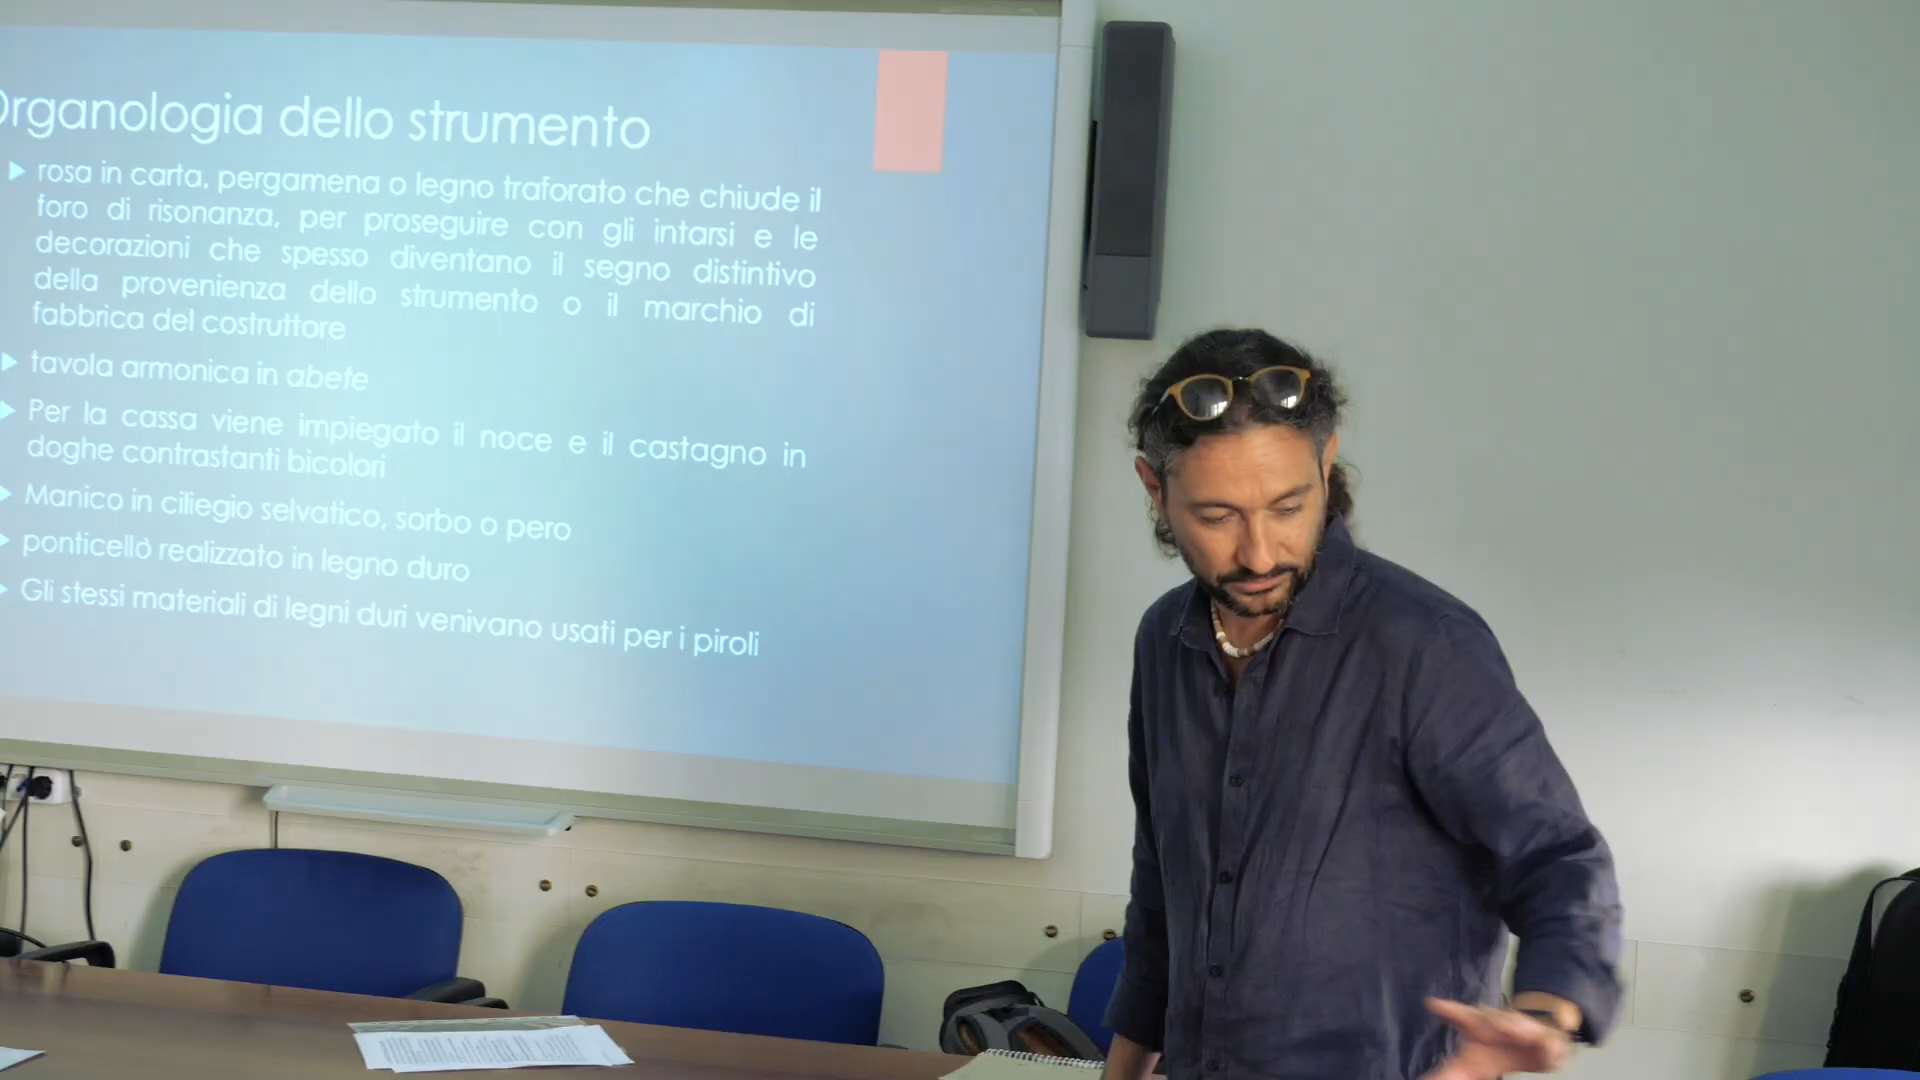 Organologia dello strumento
rosa in carta, pergamena o legno traforato che chiude il
foro di risonanza, per proseguire con gli intarsi e le
decorazioni che spesso diventano il segno distintivo
della provenienza dello strumento o il marchio di
fabbrica del costruttore
tavola armonica in abete
Per la cassa viene impiegato il noce e il castagno in
doghe contrastanti bicolori
Manico in ciliegio selvatico, sorbo o pero
ponticello realizzato in legno duro
Gli stessi materiali di legni duri venivano usati per i piroli